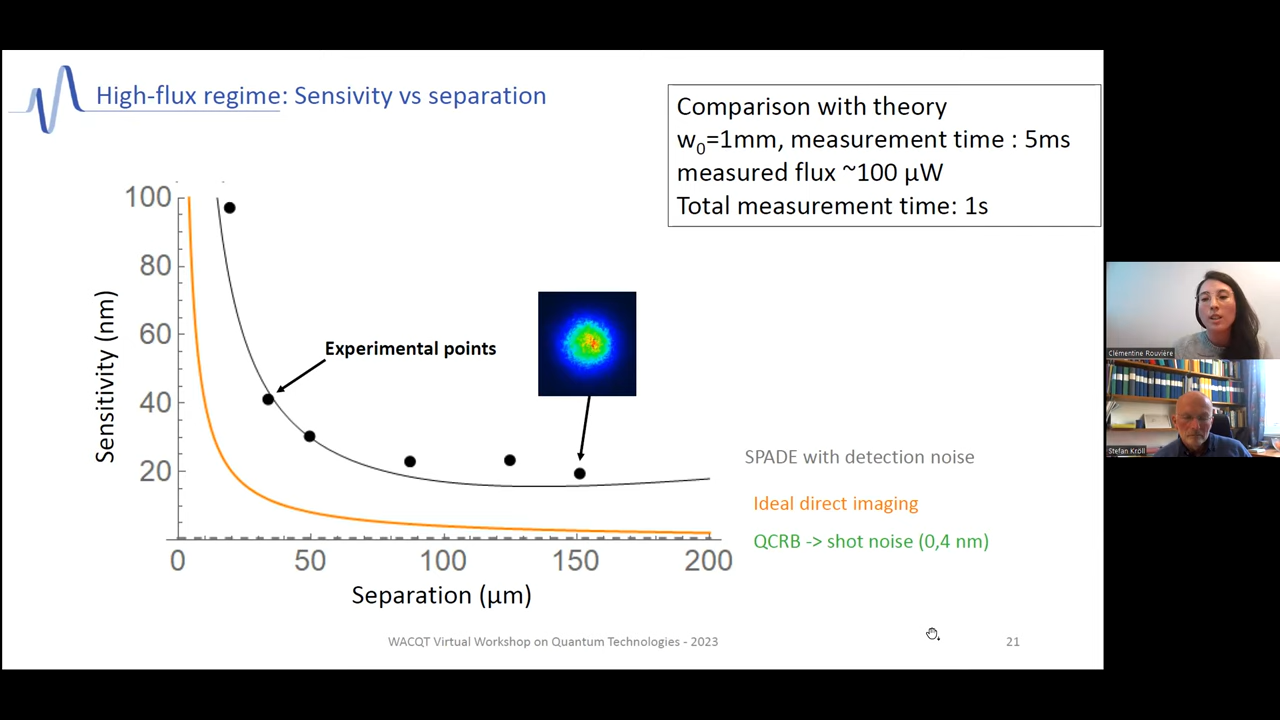 High-flux regime: Sensivity vs separation
Comparison with theory
w0=1mm, measurement time : 5ms
measured flux ~100 µW
Total measurement time: 1s
100
80
60
40
20
Sensitivity (nm)
Experimental points
0
50
100
150
200
Separation (µm)
SPADE with detection noise
Ideal direct imaging
QCRB -> shot noise (0,4 nm)
WACQT Virtual Workshop on Quantum Technologies - 2023
21
Clémentine Rouvière
Stefan Kröll